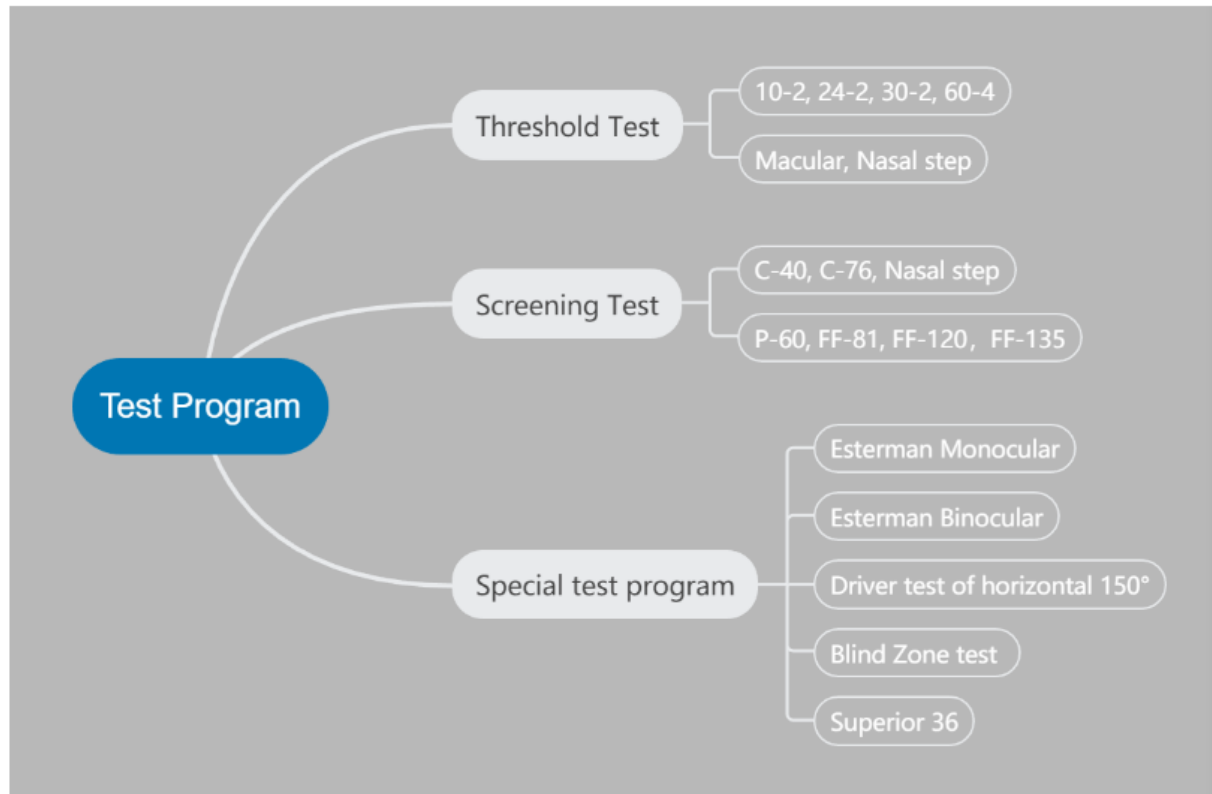 Test Program
Threshold Test
10-2, 24-2, 30-2, 60-4
Macular, Nasal step
Screening Test
C-40, C-76, Nasal step
P-60, FF-81, FF-120，FF-135
Special test program
Esterman Monocular
Esterman Binocular
Driver test of horizontal 150°
Blind Zone test
Superior 36